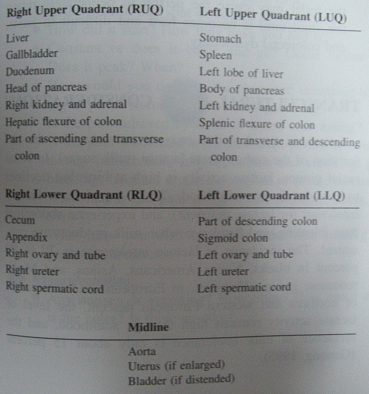 Right Upper Quadrant (RUQ)
Liver
Gallbladder
Duodenum
Head of pancreas
Right kidney and adrenal
Hepatic flexure of colon
Part of ascending and transverse
colon
Left Upper Quadrant (LUQ)
Stomach
Spleen
Left lobe of liver
Body of pancreas
Left kidney and adrenal
Splenic flexure of colon
Part of transverse and descending
colon
Right Lower Quadrant (RLQ)
Cecum
Appendix
Right ovary and tube
Right ureter
Right spermatic cord
Left Lower Quadrant (LLQ)
Part of descending colon
Sigmoid colon
Left ovary and tube
Left ureter
Left spermatic cord
Midline
Aorta
Uterus (if enlarged)
Bladder (if distended)